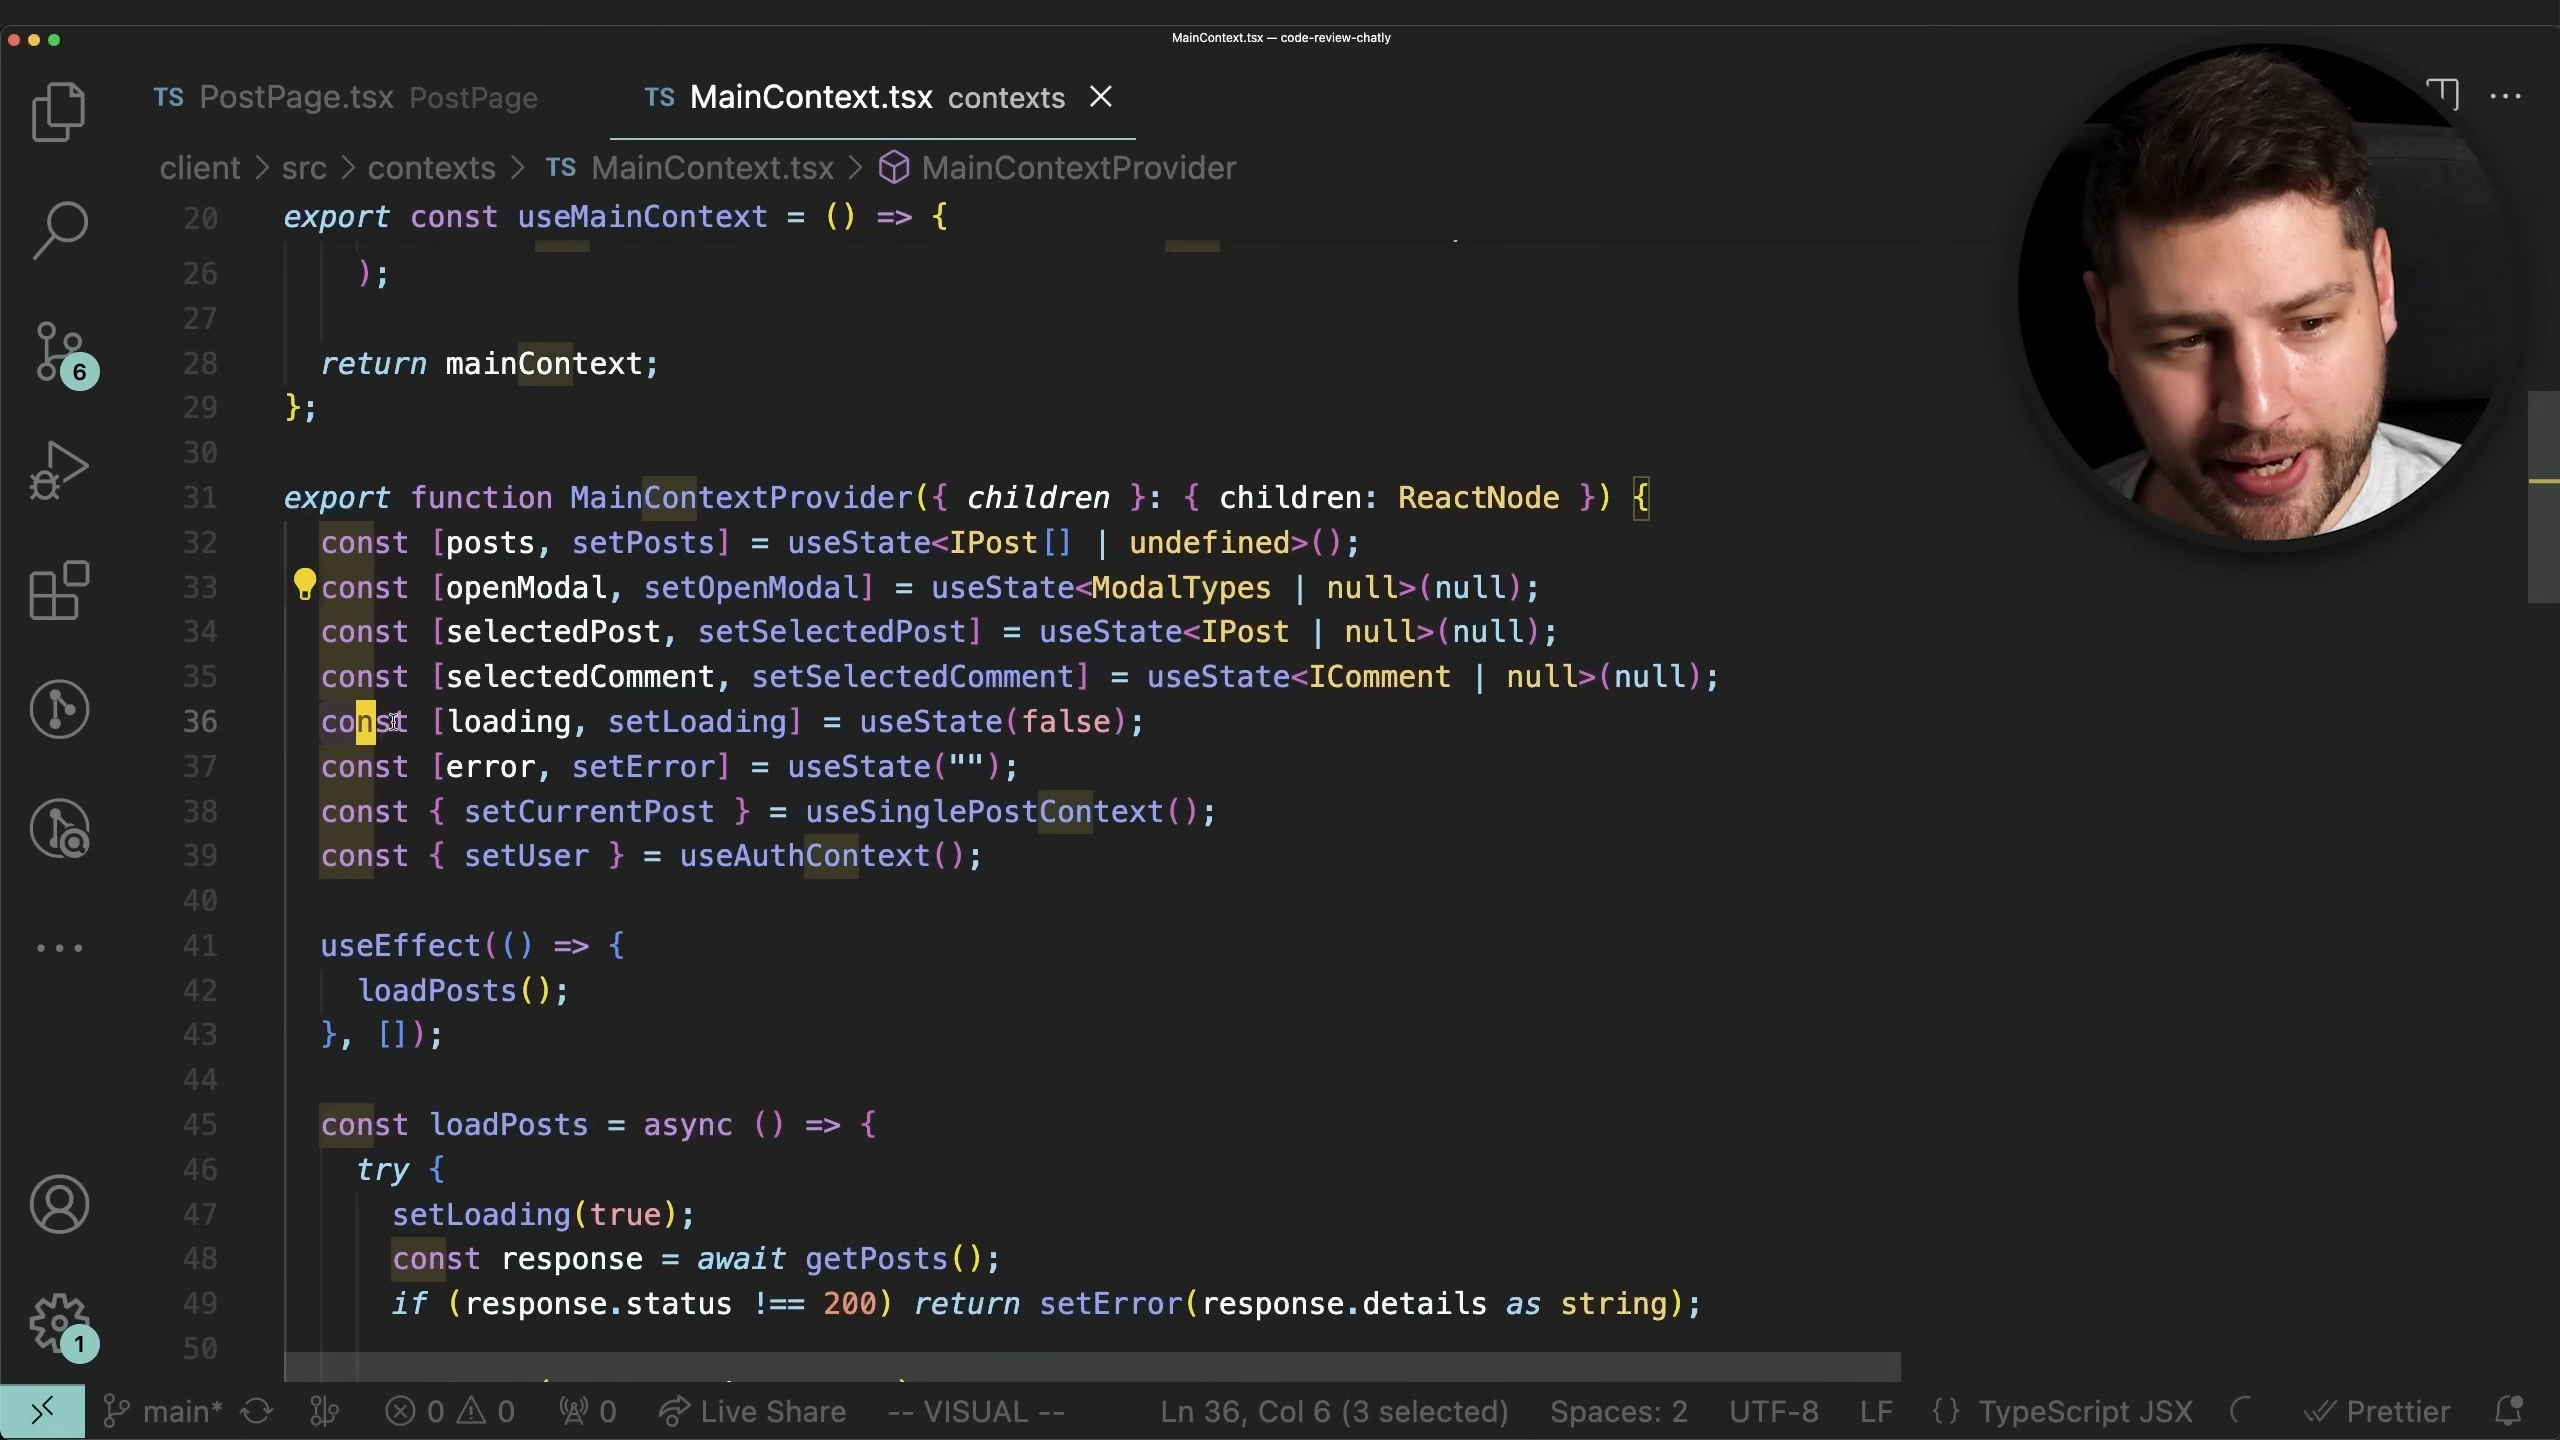 MainContext.tsx — code-review-chatly
TS PostPage.tsx PostPage
TS MainContext.tsx contexts
client > src > contexts > TS MainContext.tsx > MainContextProvider
20 export const useMainContext = () => {
26 );
27
28 return mainContext;
29 };
30
31 export function MainContextProvider({ children }: { children: ReactNode }) {
32 const [posts, setPosts] = useState<IPost[] | undefined>();
33 const [openModal, setOpenModal] = useState<ModalTypes | null>(null);
34 const [selectedPost, setSelectedPost] = useState<IPost | null>(null);
35 const [selectedComment, setSelectedComment] = useState<IComment | null>(null);
36 const [loading, setLoading] = useState(false);
37 const [error, setError] = useState("");
38 const { setCurrentPost } = useSinglePostContext();
39 const { setUser } = useAuthContext();
40
41 useEffect(() => {
42 loadPosts();
43 }, []);
44
45 const loadPosts = async () => {
46 try {
47 setLoading(true);
48 const response = await getPosts();
49 if (response.status !== 200) return setError(response.details as string);
50
6
1
main* 0 0 0 Live Share -- VISUAL -- Ln 36, Col 6 (3 selected) Spaces: 2 UTF-8 LF {} TypeScript JSX Prettier